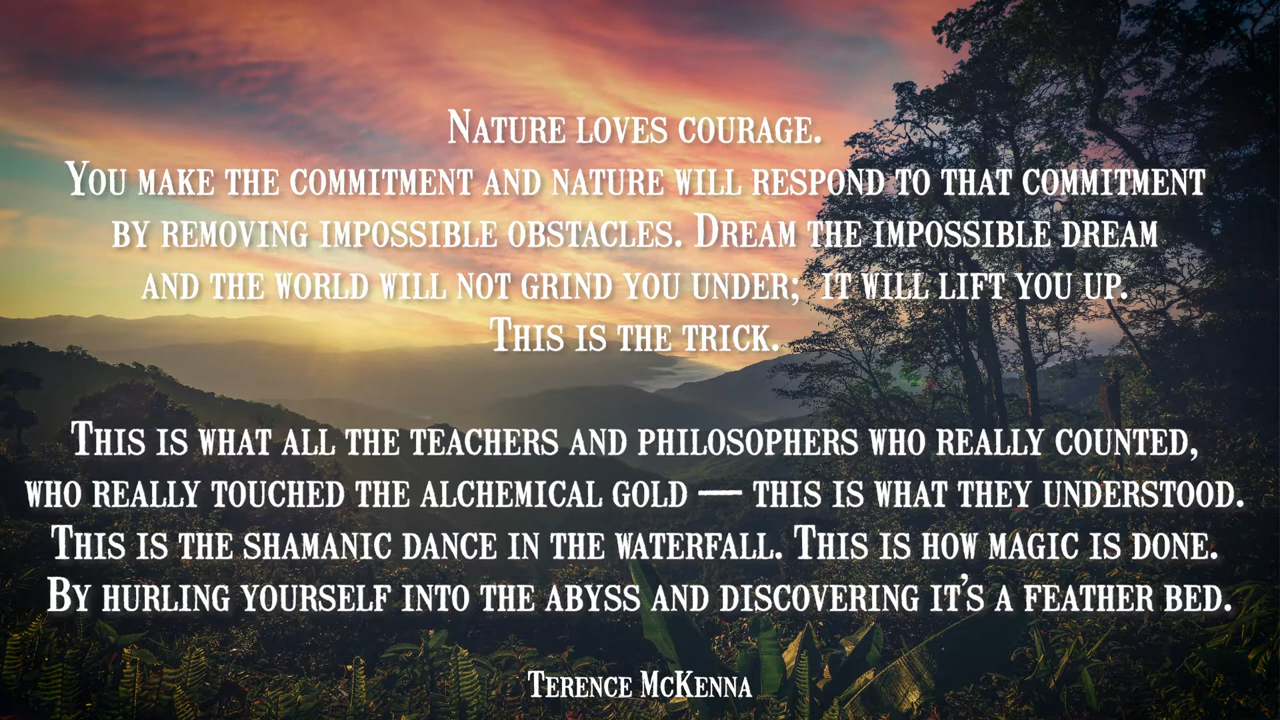 Nature loves courage.
You make the commitment and nature will respond to that commitment
by removing impossible obstacles. Dream the impossible dream
and the world will not grind you under; it will lift you up.
This is the trick.
This is what all the teachers and philosophers who really counted,
who really touched the alchemical gold — this is what they understood.
This is the shamanic dance in the waterfall. This is how magic is done.
By hurling yourself into the abyss and discovering it's a feather bed.
Terence McKenna